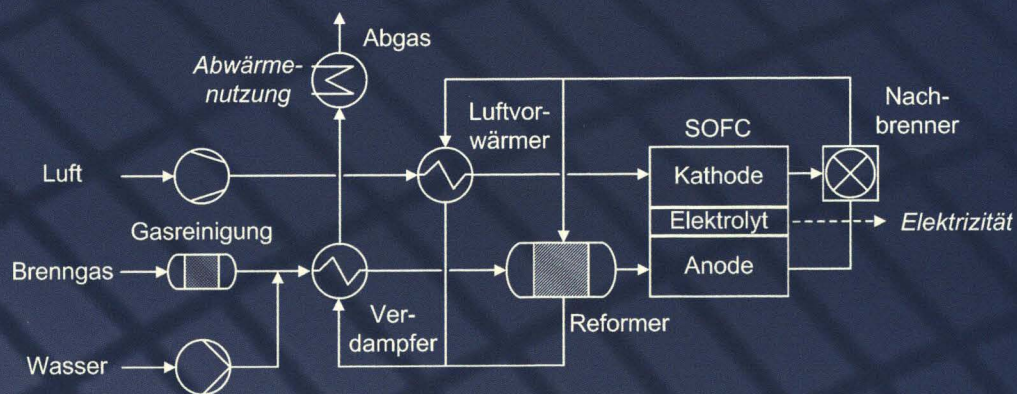 Abgas
Abwärme-
nutzung
Luftvor-
wärmer
SOFC
Nach-
brenner
Luft
Kathode
Gasreinigung
Elektrolyt
Elektrizität
Brenngas
Anode
Ver-
dampfer
Reformer
Wasser